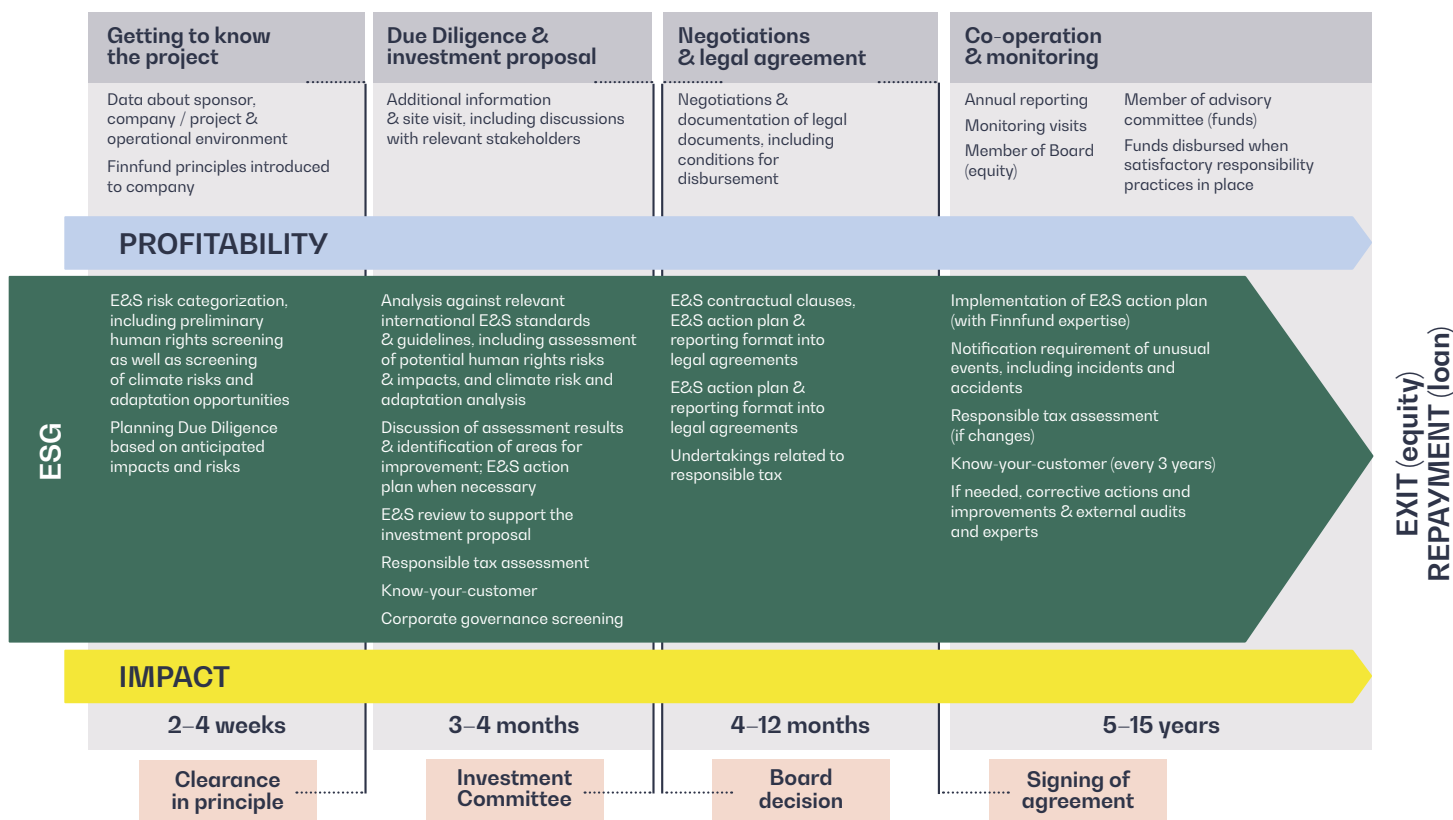 Getting to know
the project
Data about sponsor,
company / project &
operational environment
Finnfund principles introduced
to company
Due Diligence &
investment proposal
Additional information
& site visit, including discussions
with relevant stakeholders
Negotiations
& legal agreement
Negotiations &
documentation of legal
documents, including
conditions for
disbursement
Co-operation
& monitoring
Annual reporting
Monitoring visits
Member of Board
(equity)
Member of advisory
committee (funds)
Funds disbursed when
satisfactory responsibility
practices in place
PROFITABILITY
ESG
E&S risk categorization,
including preliminary
human rights screening
as well as screening
of climate risks and
adaptation opportunities
Planning Due Diligence
based on anticipated
impacts and risks
Analysis against relevant
international E&S standards
& guidelines, including assessment
of potential human rights risks
& impacts, and climate risk and
adaptation analysis
Discussion of assessment results
& identification of areas for
improvement; E&S action
plan when necessary
E&S review to support the
investment proposal
Responsible tax assessment
Know-your-customer
Corporate governance screening
E&S contractual clauses,
E&S action plan &
reporting format into
legal agreements
E&S action plan &
reporting format into
legal agreements
Undertakings related to
responsible tax
Implementation of E&S action plan
(with Finnfund expertise)
Notification requirement of unusual
events, including incidents and
accidents
Responsible tax assessment
(if changes)
Know-your-customer (every 3 years)
If needed, corrective actions and
improvements & external audits
and experts
EXIT (equity)
REPAYMENT (loan)
IMPACT
2–4 weeks
3–4 months
4–12 months
5–15 years
Clearance
in principle
Investment
Committee
Board
decision
Signing of
agreement